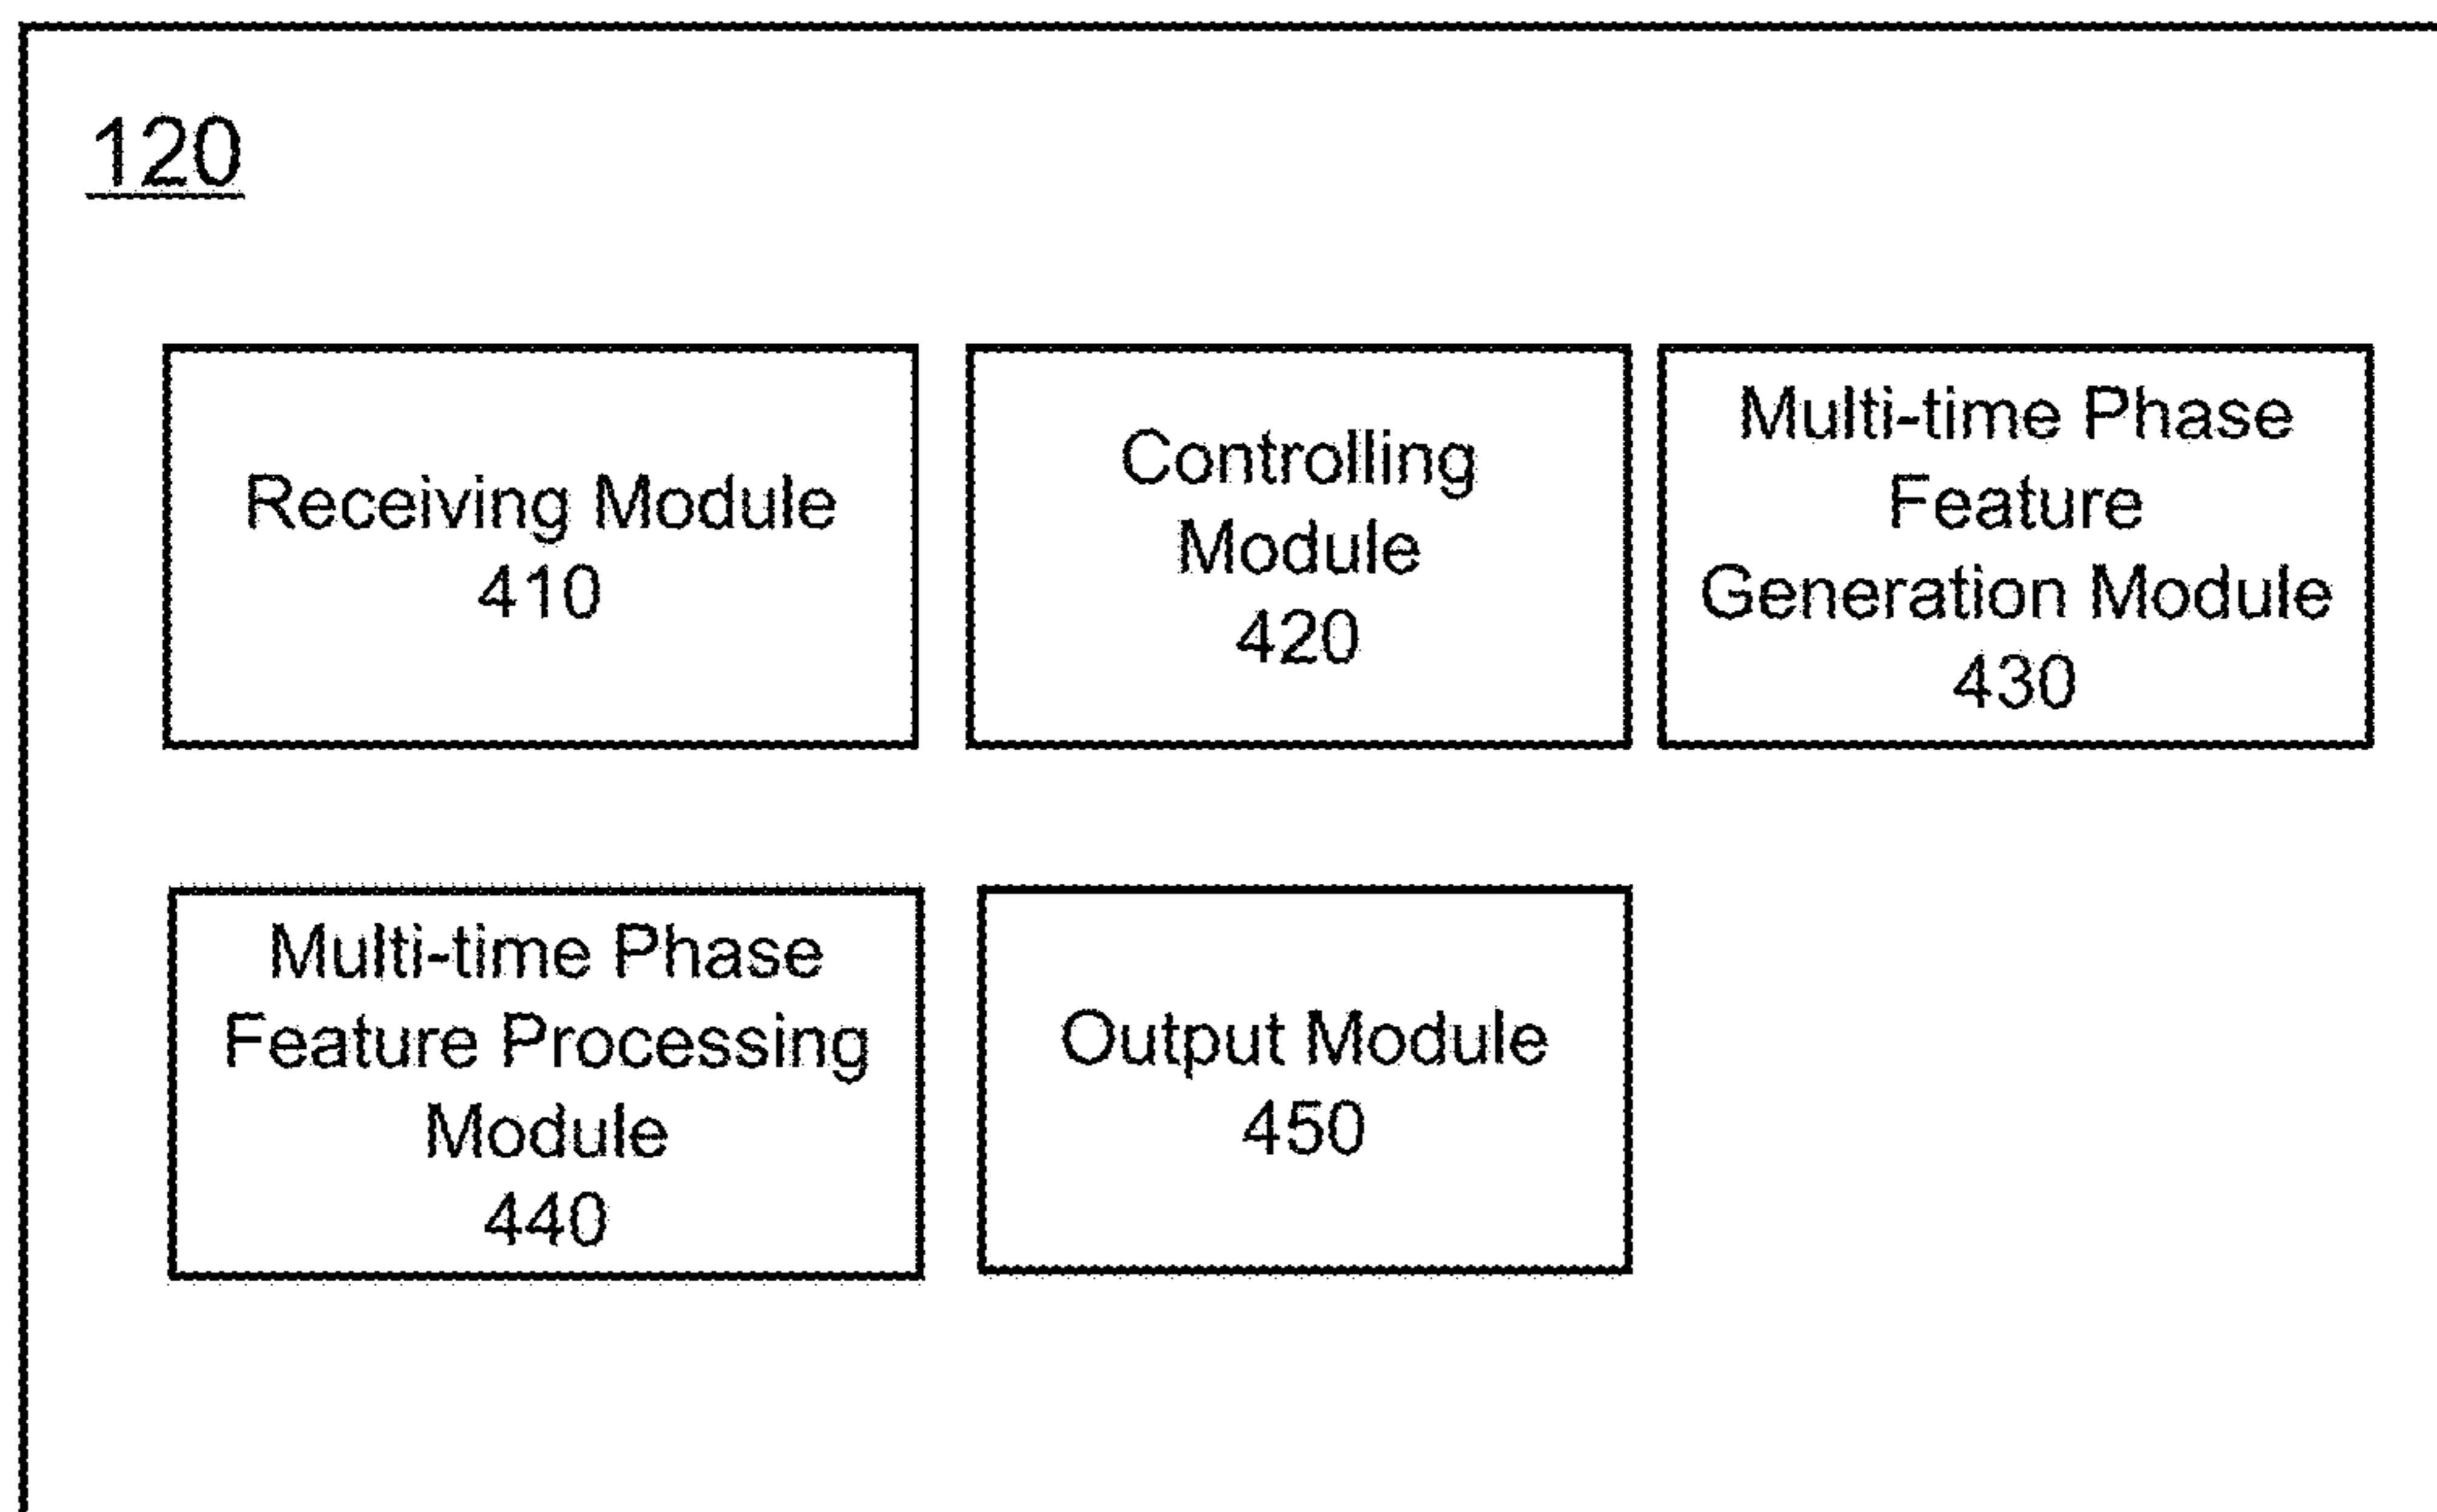 120
Receiving Module
410
Controlling
Module
420
Multi-time Phase
Feature
Generation Module
430
Multi-time Phase
Feature Processing
Module
440
Output Module
450